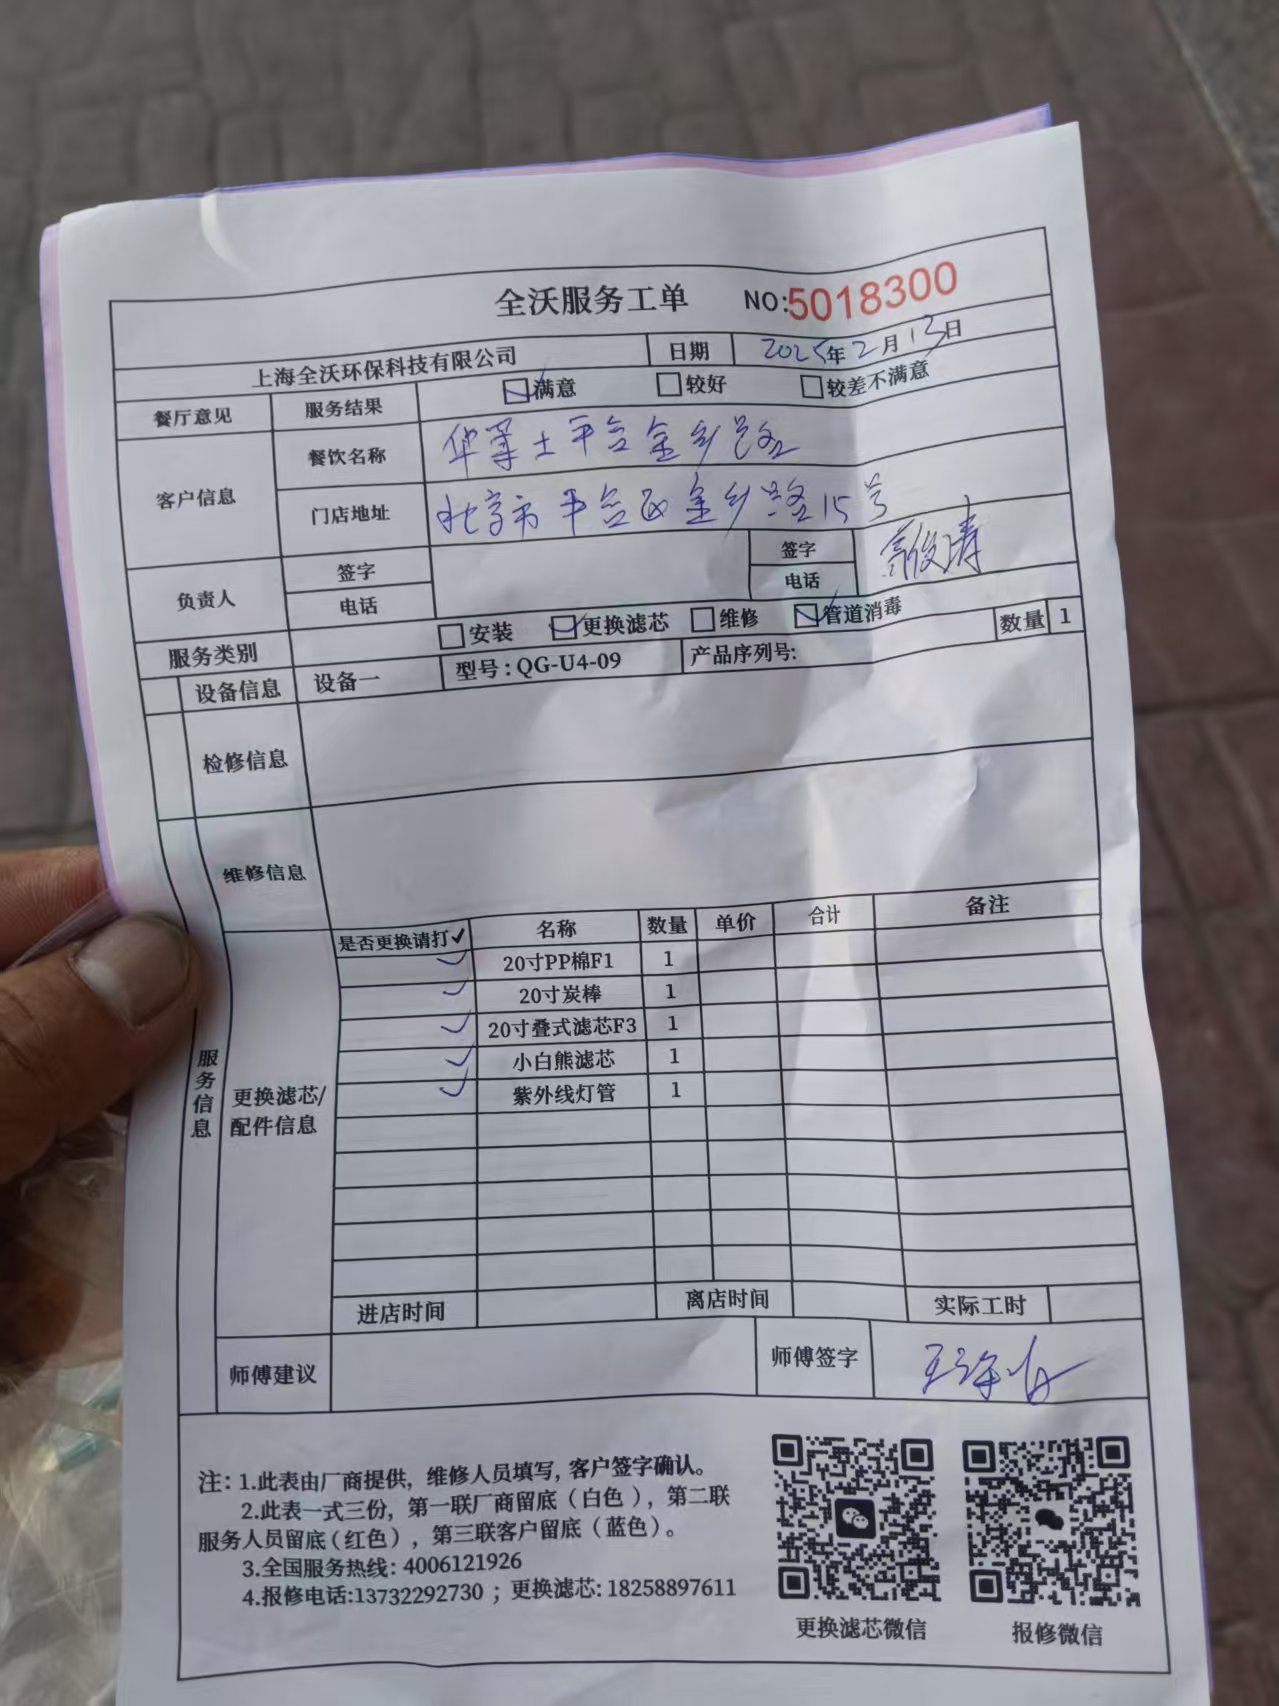 全沃服务工单 NO:5018300
上海全沃环保科技有限公司 日期 2025年2月13日
餐厅意见 服务结果 满意 较好 较差不满意
客户信息 餐饮名称 华莱士平谷金乡路
门店地址 北京市平谷区金乡路15号
负责人 签字 签字 俊涛
电话 电话
服务类别 安装 更换滤芯 维修 管道消毒
设备信息 设备一 型号:QG-U4-09 产品序列号: 数量 1
检修信息
维修信息
服务信息
更换滤芯/
配件信息
是否更换请打✓ 名称 数量 单价 合计 备注
✓ 20寸PP棉F1 1
✓ 20寸炭棒 1
✓ 20寸叠式滤芯F3 1
✓ 小白熊滤芯 1
✓ 紫外线灯管 1
进店时间 离店时间 实际工时
师傅建议 师傅签字
注: 1.此表由厂商提供, 维修人员填写, 客户签字确认。
2.此表一式三份, 第一联厂商留底（白色）, 第二联
服务人员留底(红色), 第三联客户留底（蓝色）。
3.全国服务热线: 4006121926
4.报修电话:13732292730 ; 更换滤芯: 18258897611
更换滤芯微信 报修微信